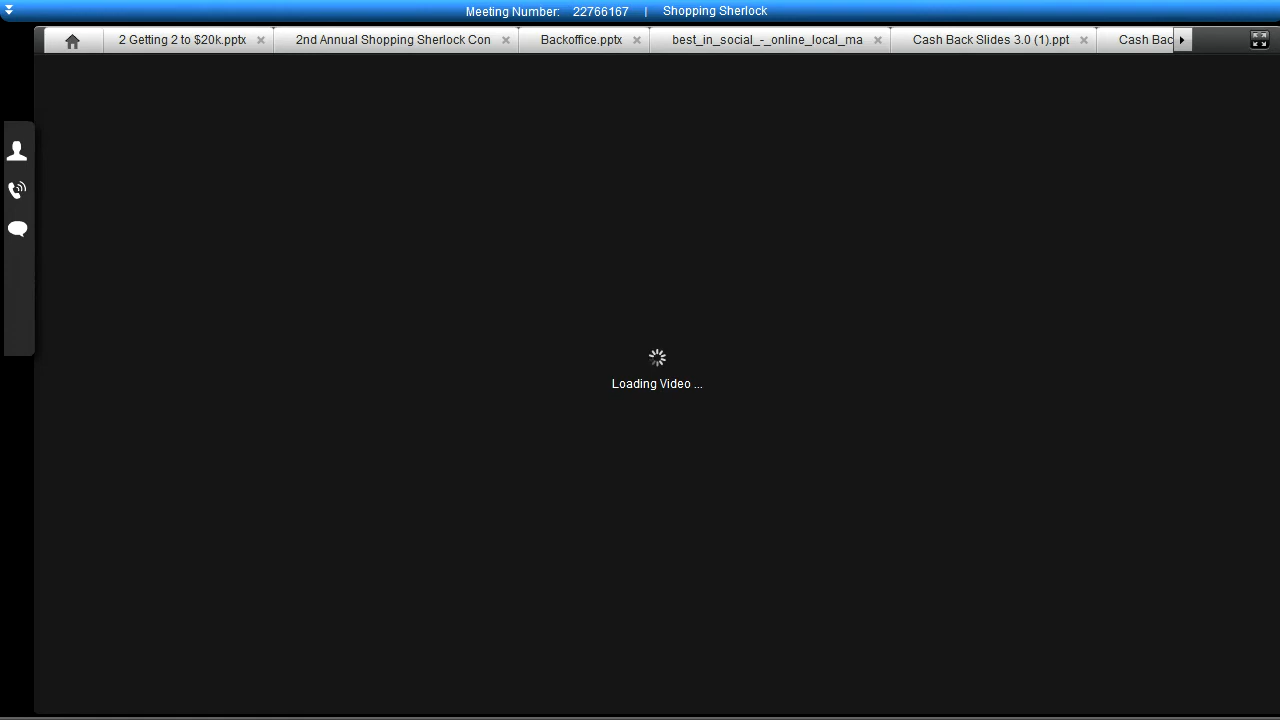 Meeting Number: 22766167 | Shopping Sherlock
2 Getting 2 to $20k.pptx 2nd Annual Shopping Sherlock Con Backoffice.pptx best_in_social_-_online_local_ma Cash Back Slides 3.0 (1).ppt Cash Bac
Loading Video ...